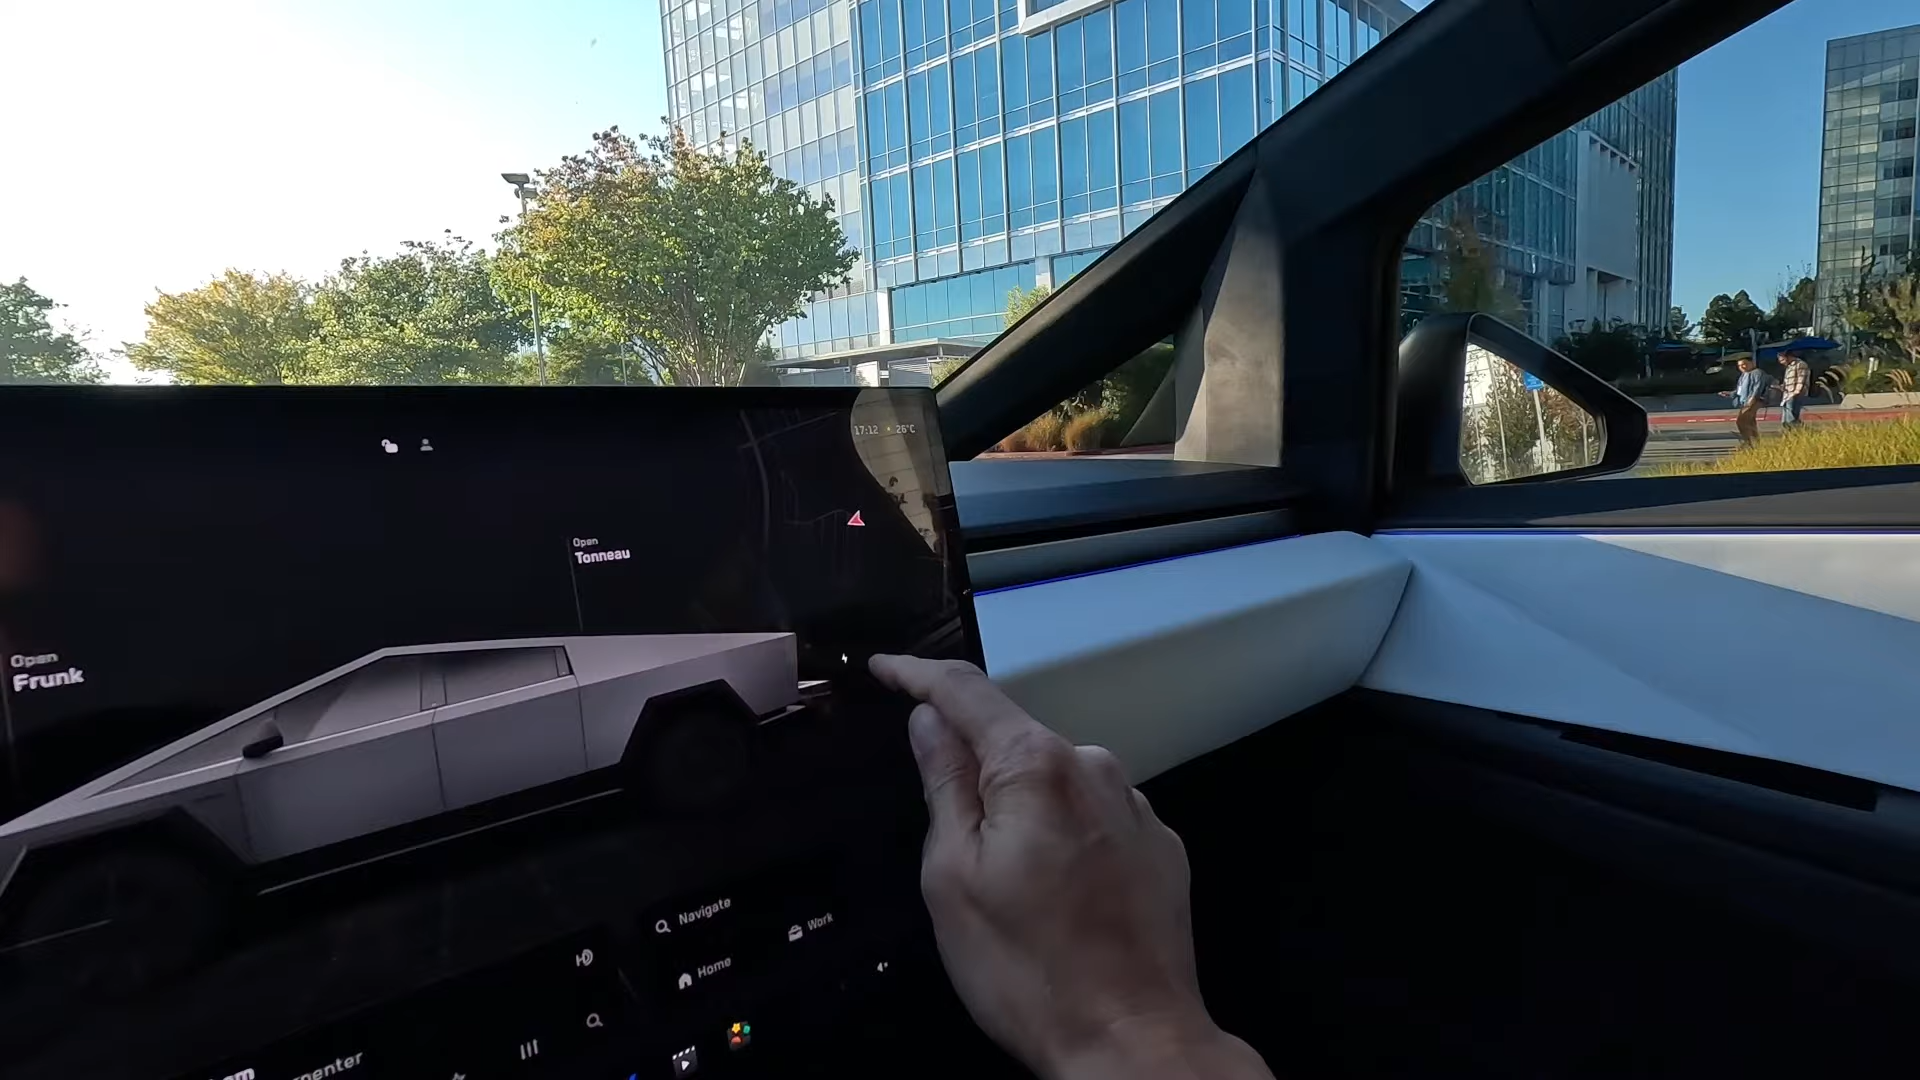 17:12 26°C
Open
Tonneau
Open
Frunk
Navigate
Work
Home